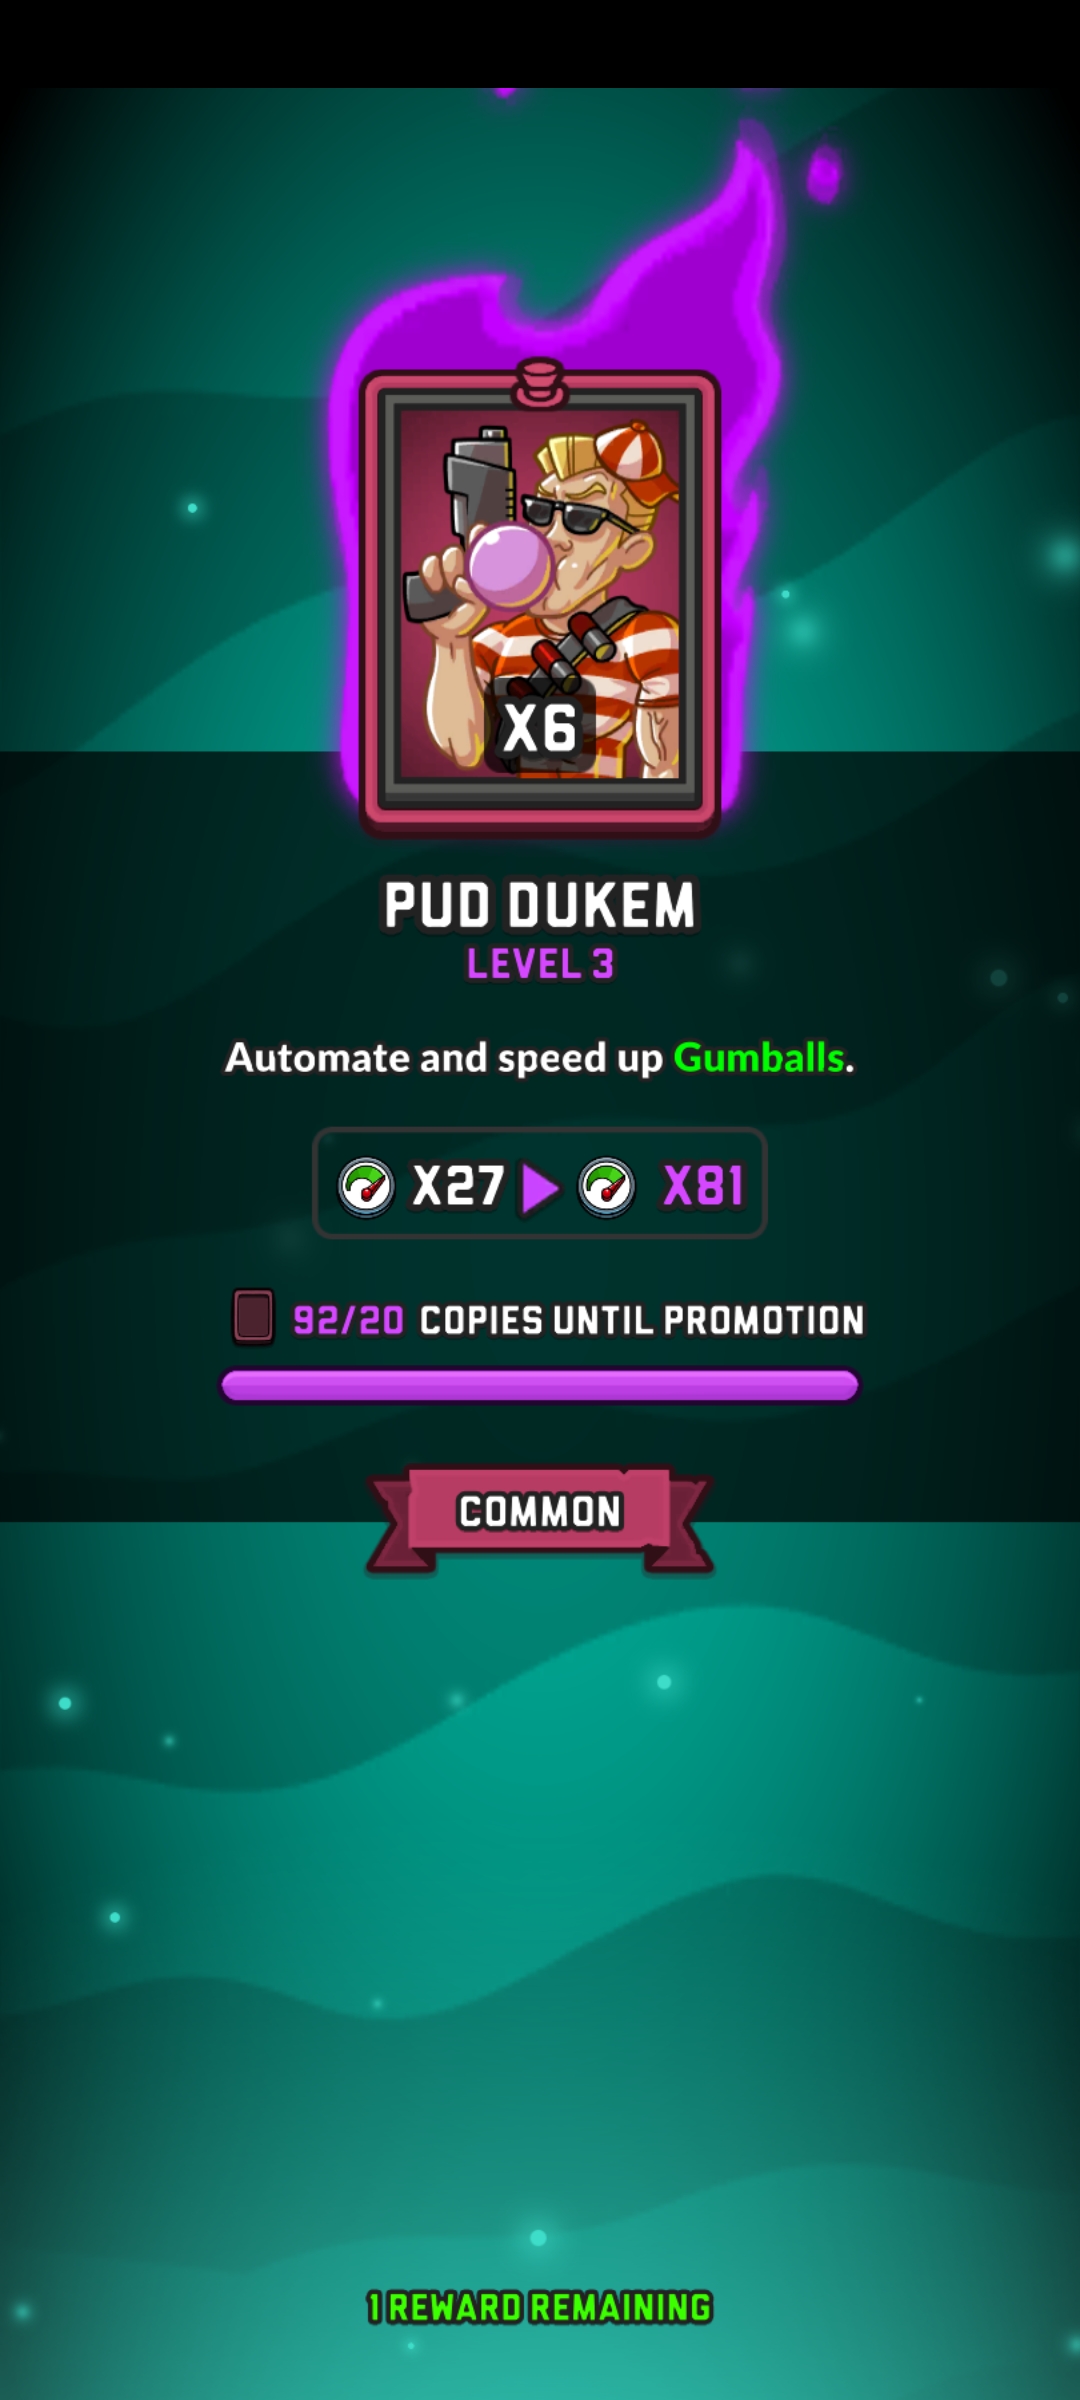 X6
PUD DUKEM
LEVEL 3
Automate and speed up Gumballs.
X27 X81
92/20 COPIES UNTIL PROMOTION
COMMON
1 REWARD REMAINING